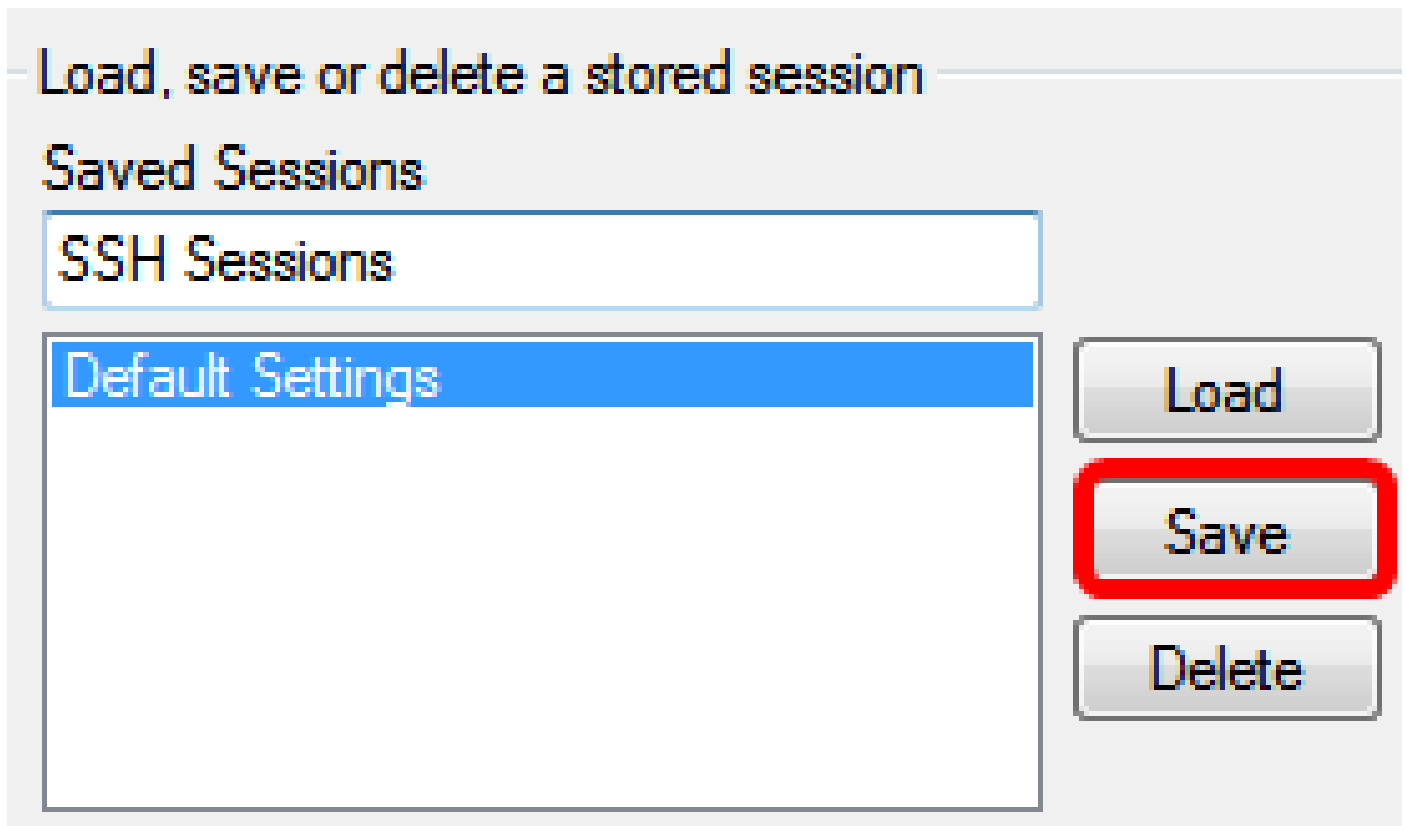 Load, save or delete a stored session
Saved Sessions
SSH Sessions
Default Settings
Load
Save
Delete